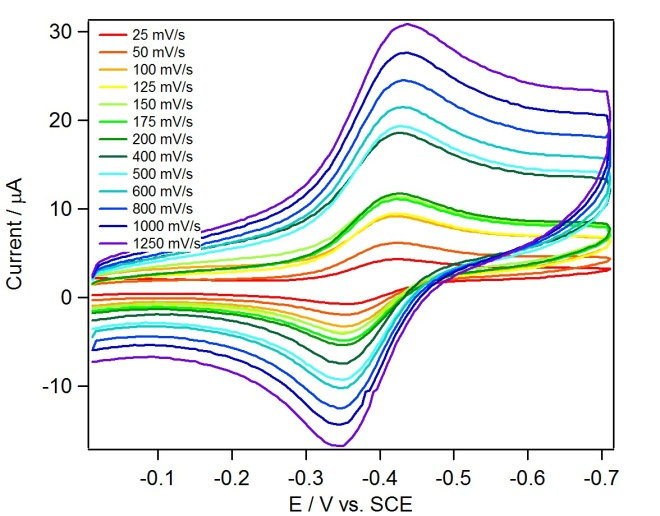 30
20
10
0
-10
Current / μA
25 mV/s
50 mV/s
100 mV/s
125 mV/s
150 mV/s
175 mV/s
200 mV/s
400 mV/s
500 mV/s
600 mV/s
800 mV/s
1000 mV/s
1250 mV/s
-0.1 -0.2 -0.3 -0.4 -0.5 -0.6 -0.7
E / V vs. SCE